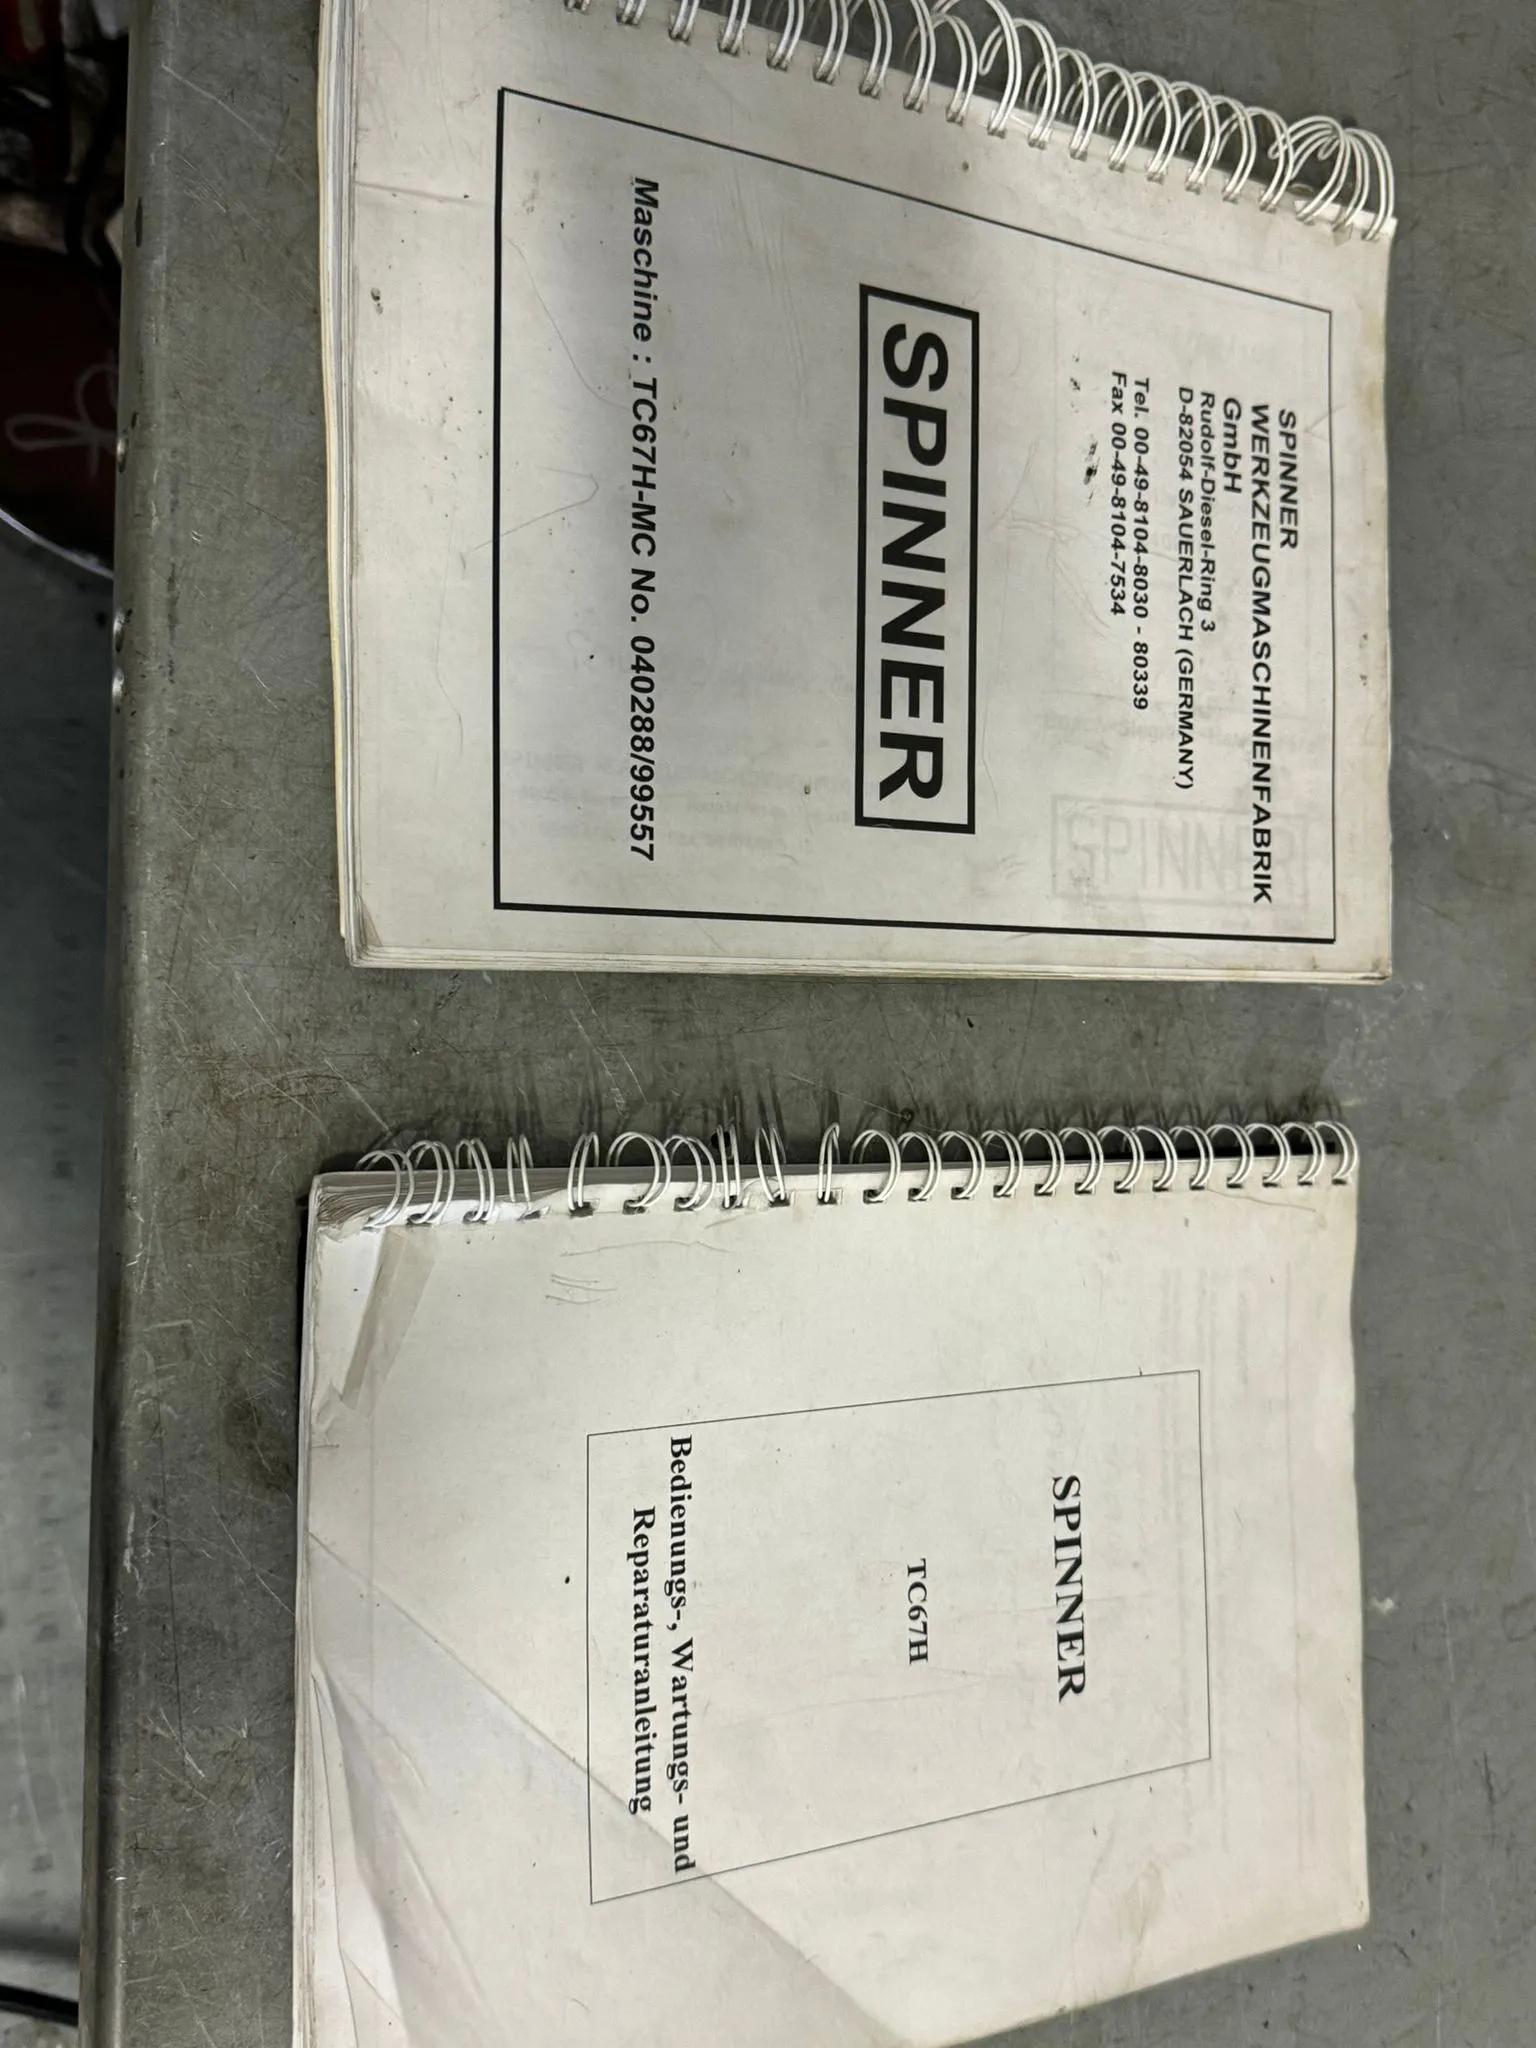 SPINNER
WERKZEUGMASCHINENFABRIK
GmbH
Rudolf-Diesel-Ring 3
D-82054 SAUERLACH (GERMANY)
Tel. 00-49-8104-8030 - 80339
Fax 00-49-8104-7534
SPINNER
Maschine : TC67H-MC No. 040288/99557
SPINNER
SPINNER
TC67H
Bedienungs-, Wartungs- und
Reparaturanleitung